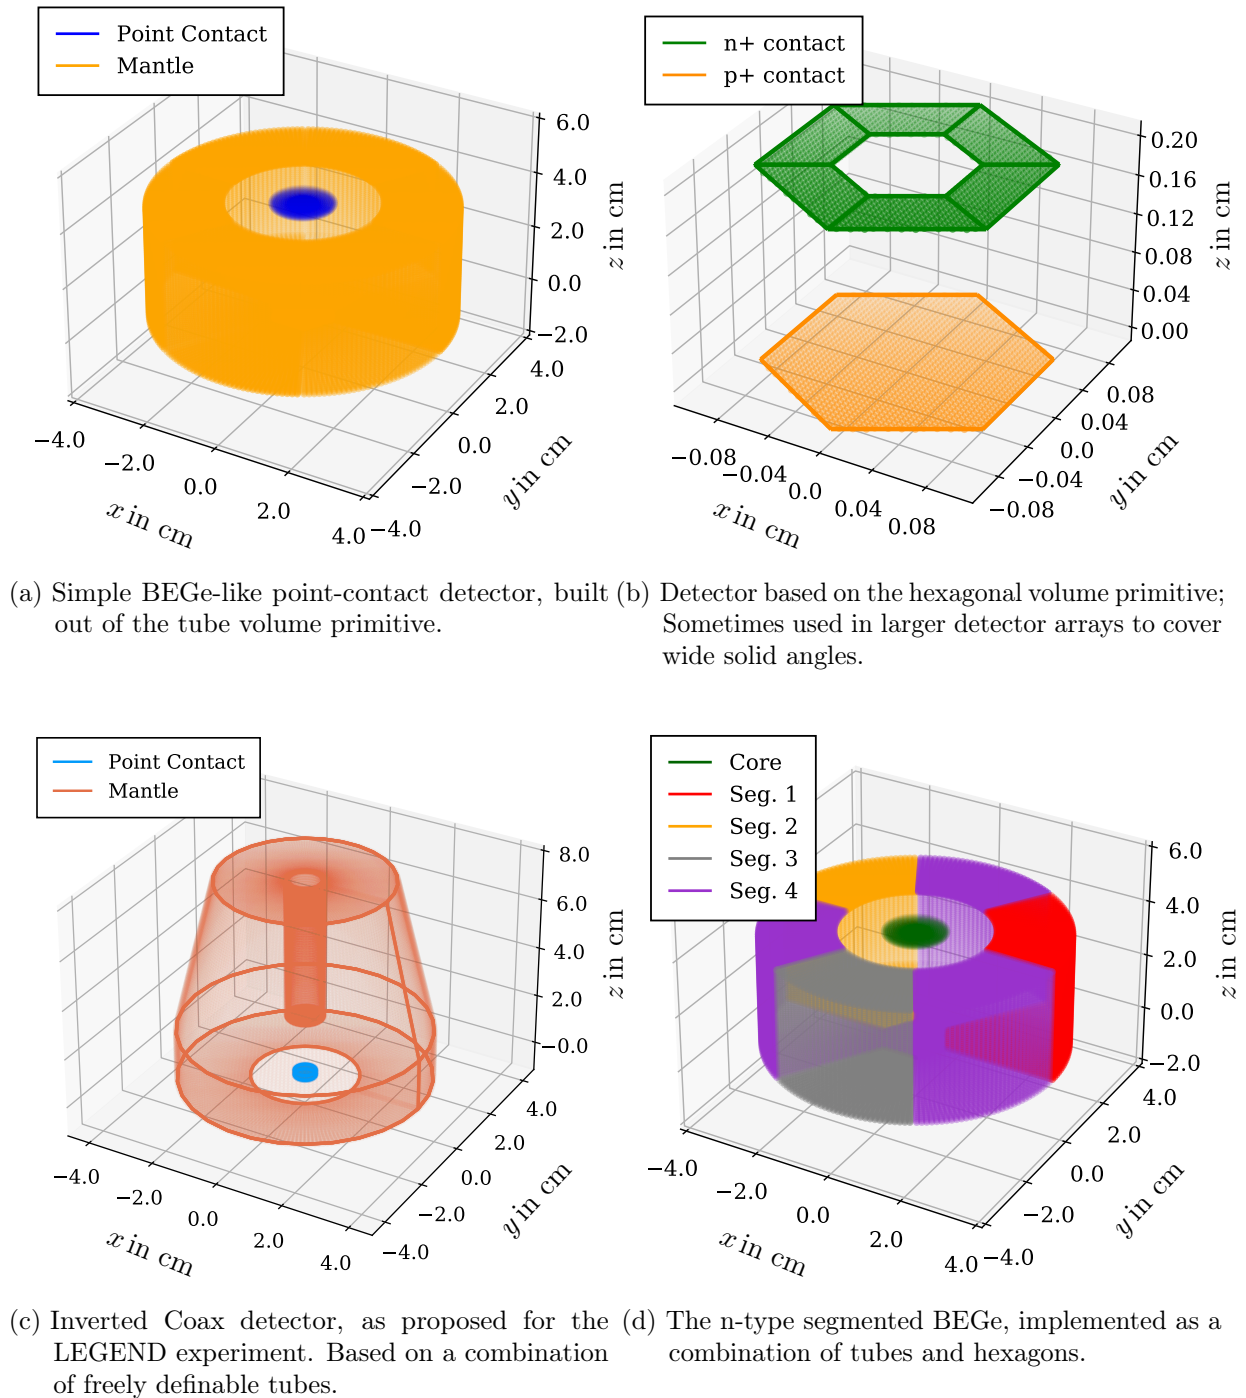 Point Contact
Mantle
6.0
4.0
2.0
0.0
−2.0
z in cm
4.0
2.0
0.0
−2.0
−4.0
y in cm
−4.0
−2.0
0.0
2.0
4.0
x in cm
n+ contact
p+ contact
0.20
0.16
0.12
0.08
0.04
0.00
z in cm
0.08
0.04
0.0
−0.04
−0.08
y in cm
−0.08
−0.04
0.0
0.04
0.08
x in cm
(a) Simple BEGe-like point-contact detector, built
out of the tube volume primitive.
(b) Detector based on the hexagonal volume primitive;
Sometimes used in larger detector arrays to cover
wide solid angles.
Point Contact
Mantle
8.0
6.0
4.0
2.0
−0.0
z in cm
4.0
2.0
0.0
−2.0
−4.0
y in cm
−4.0
−2.0
0.0
2.0
4.0
x in cm
Core
Seg. 1
Seg. 2
Seg. 3
Seg. 4
6.0
4.0
2.0
0.0
−2.0
z in cm
4.0
2.0
0.0
−2.0
−4.0
y in cm
−4.0
−2.0
0.0
2.0
4.0
x in cm
(c) Inverted Coax detector, as proposed for the
LEGEND experiment. Based on a combination
of freely definable tubes.
(d) The n-type segmented BEGe, implemented as a
combination of tubes and hexagons.